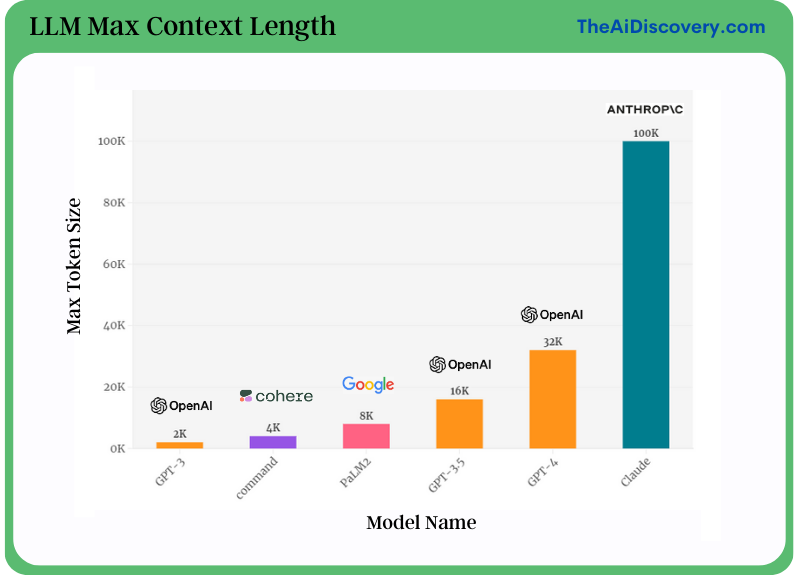 LLM Max Context Length
TheAiDiscovery.com
ANTHROP\C
100K
100K
80K
Max Token Size
60K
OpenAI
40K
32K
OpenAI
Google
16K
20K
cohere
8K
OpenAI
4K
2K
0K
GPT-3
command
PaLM2
GPT-3.5
GPT-4
Claude
Model Name